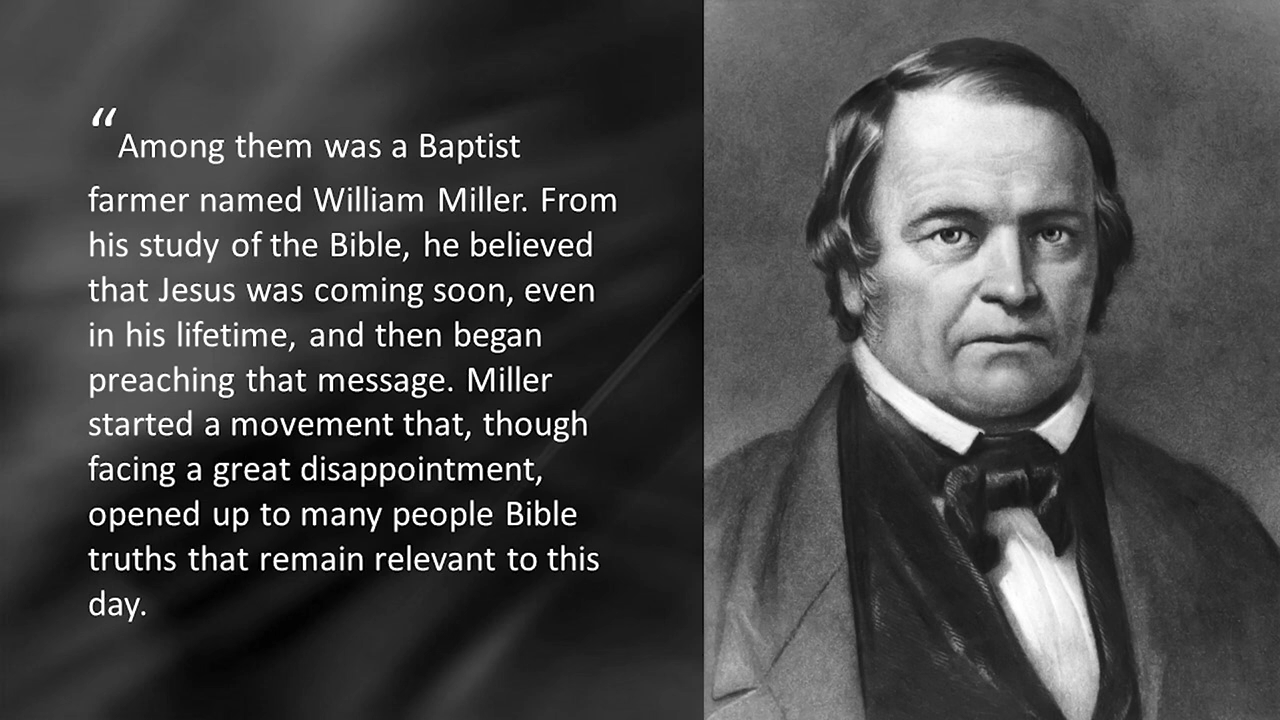 “Among them was a Baptist
farmer named William Miller. From
his study of the Bible, he believed
that Jesus was coming soon, even
in his lifetime, and then began
preaching that message. Miller
started a movement that, though
facing a great disappointment,
opened up to many people Bible
truths that remain relevant to this
day.